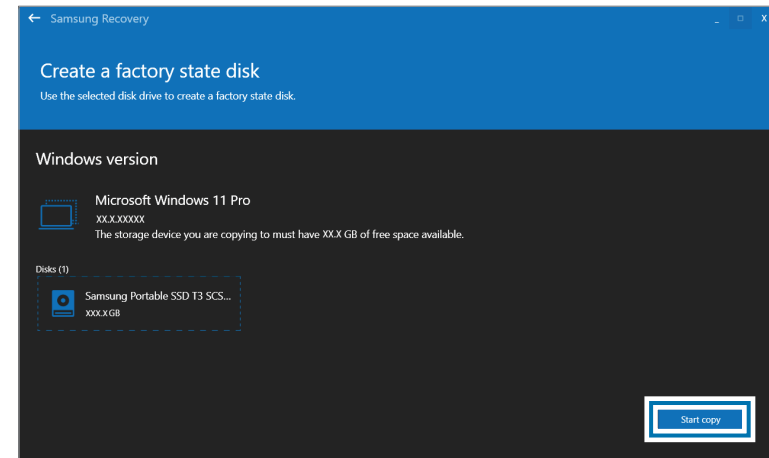 ← Samsung Recovery
Create a factory state disk
Use the selected disk drive to create a factory state disk.
Windows version
Microsoft Windows 11 Pro
XX.X.XXXXX
The storage device you are copying to must have XX.X GB of free space available.
Disks (1)
Samsung Portable SSD T3 SCS...
XXX.X GB
Start copy